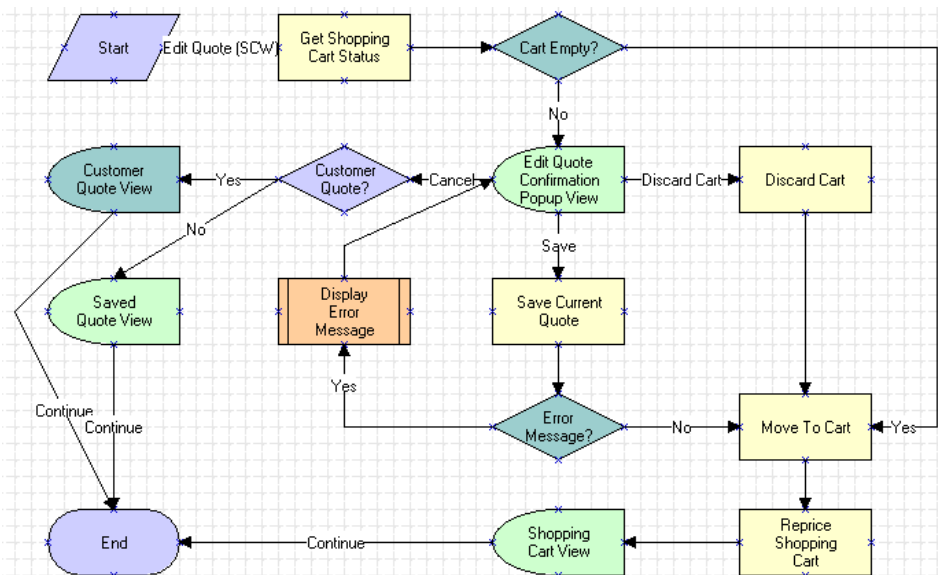 Start
Edit Quote (SCW)
Get Shopping
Cart Status
Cart Empty?
No
Customer
Quote View
Yes
Customer
Quote?
Cancel
Edit Quote
Confirmation
Popup View
Discard Cart
Discard Cart
No
Save
Saved
Quote View
Display
Error
Message
Save Current
Quote
Yes
Continue
Continue
Error
Message?
No
Move To Cart
Yes
End
Continue
Shopping
Cart View
Reprice
Shopping
Cart